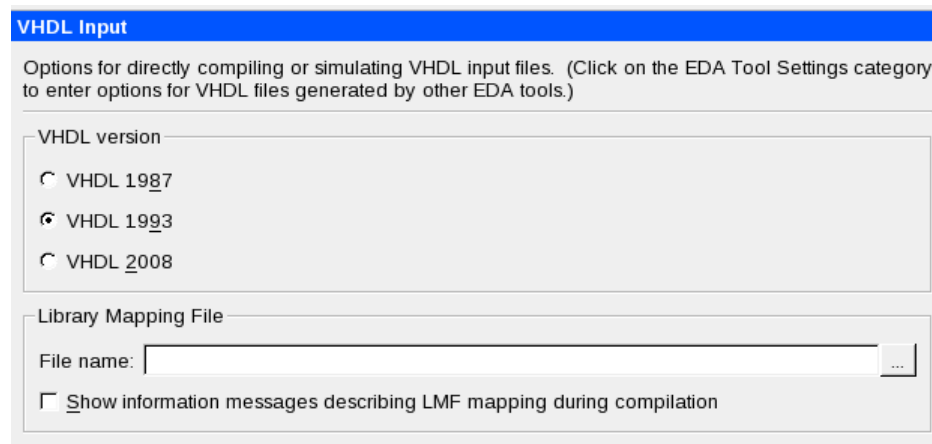 VHDL Input
Options for directly compiling or simulating VHDL input files.  (Click on the EDA Tool Settings category
to enter options for VHDL files generated by other EDA tools.)
VHDL version
VHDL 1987
VHDL 1993
VHDL 2008
Library Mapping File
File name:
...
Show information messages describing LMF mapping during compilation